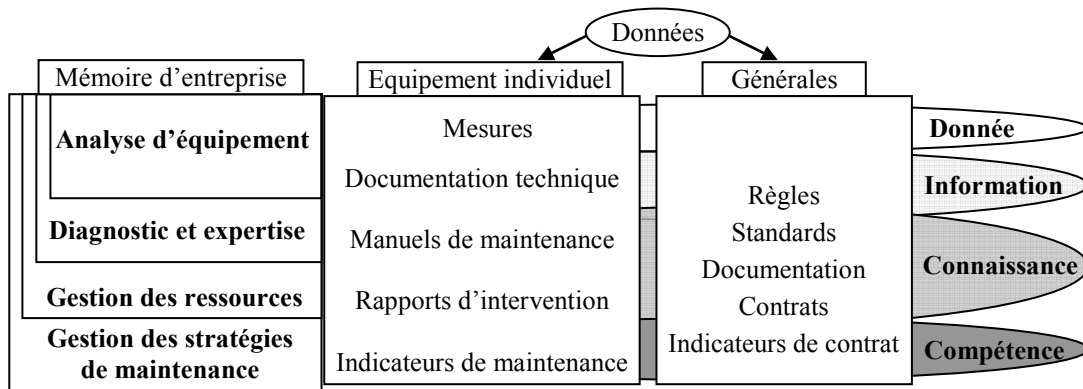 Données
Mémoire d'entreprise
Equipement individuel
Générales
Analyse d'équipement
Diagnostic et expertise
Gestion des ressources
Gestion des stratégies
de maintenance
Mesures
Documentation technique
Manuels de maintenance
Rapports d'intervention
Indicateurs de maintenance
Règles
Standards
Documentation
Contrats
Indicateurs de contrat
Donnée
Information
Connaissance
Compétence